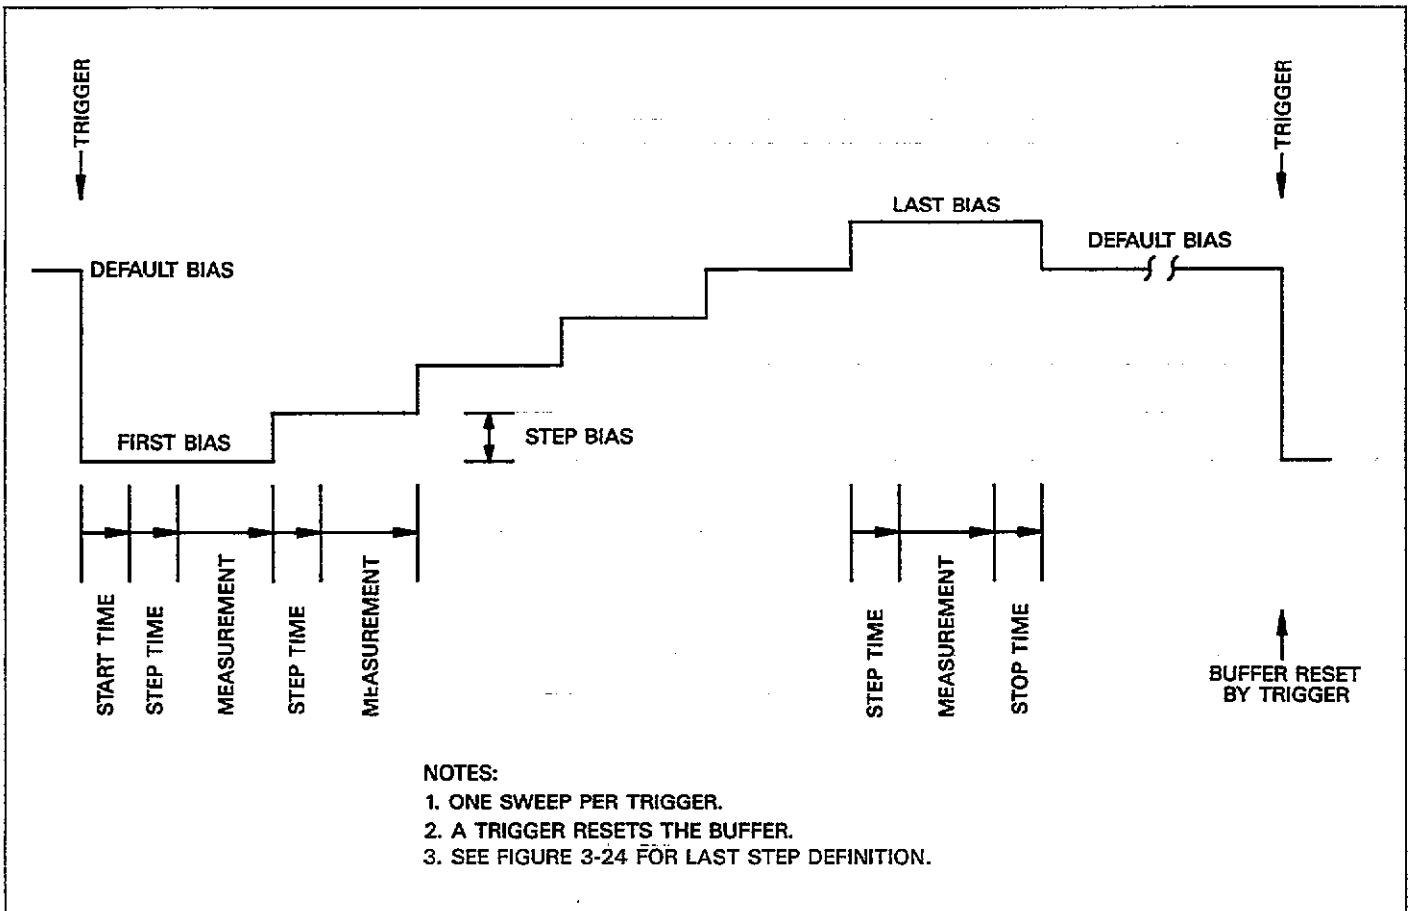 TRIGGER
TRIGGER
LAST BIAS
DEFAULT BIAS
DEFAULT BIAS
FIRST BIAS
STEP BIAS
START TIME
STEP TIME
MEASUREMENT
STEP TIME
MEASUREMENT
STEP TIME
MEASUREMENT
STOP TIME
BUFFER RESET
BY TRIGGER
NOTES:
1. ONE SWEEP PER TRIGGER.
2. A TRIGGER RESETS THE BUFFER.
3. SEE FIGURE 3-24 FOR LAST STEP DEFINITION.